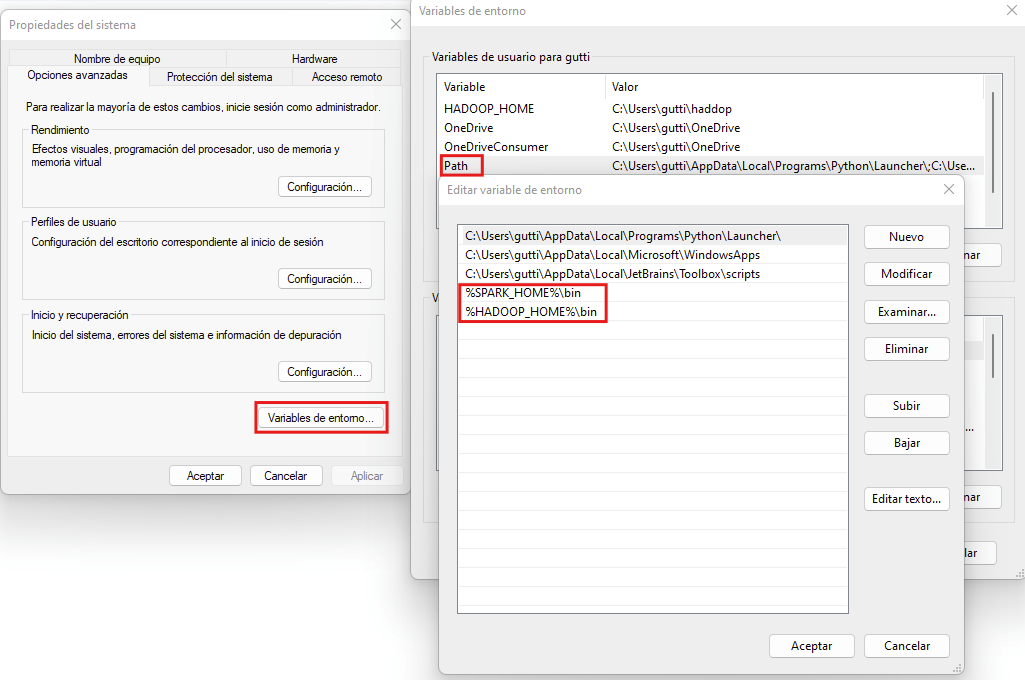 Propiedades del sistema
Nombre de equipo
Hardware
Opciones avanzadas
Protección del sistema
Acceso remoto
Para realizar la mayoría de estos cambios, inicie sesión como administrador.
Rendimiento
Efectos visuales, programación del procesador, uso de memoria y
memoria virtual
Configuración...
Perfiles de usuario
Configuración del escritorio correspondiente al inicio de sesión
Configuración...
Inicio y recuperación
Inicio del sistema, errores del sistema e información de depuración
Configuración...
Variables de entorno...
Aceptar
Cancelar
Aplicar
Variables de entorno
Variables de usuario para gutti
Variable Valor
HADOOP_HOME C:\Users\gutti\haddop
OneDrive C:\Users\gutti\OneDrive
OneDriveConsumer C:\Users\gutti\OneDrive
Path C:\Users\gutti\AppData\Local\Programs\Python\Launcher\;C:\Use...
Editar variable de entorno
C:\Users\gutti\AppData\Local\Programs\Python\Launcher\
C:\Users\gutti\AppData\Local\Microsoft\WindowsApps
C:\Users\gutti\AppData\Local\JetBrains\Toolbox\scripts
%SPARK_HOME%\bin
%HADOOP_HOME%\bin
Nuevo
Modificar
Examinar...
Eliminar
Subir
Bajar
Editar texto...
Aceptar
Cancelar